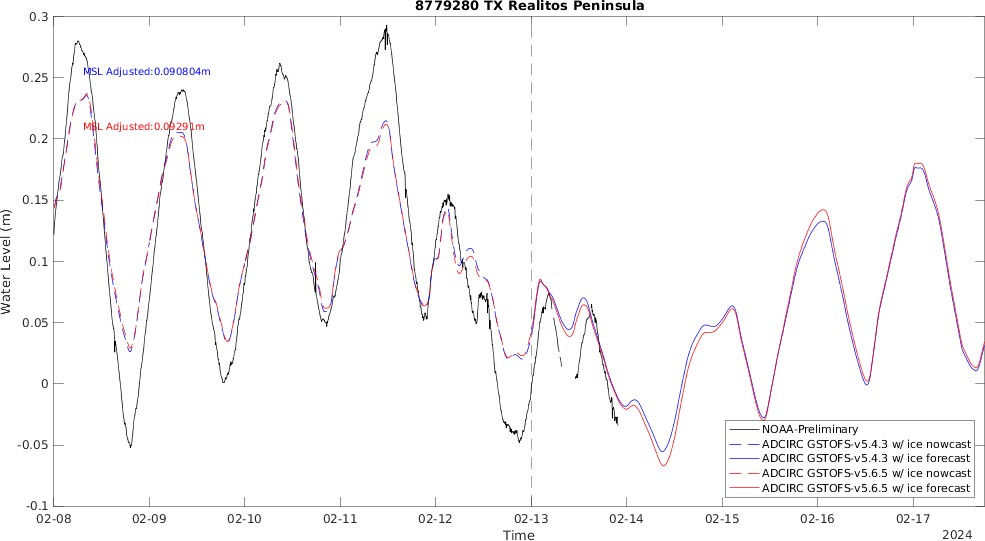 8779280 TX Realitos Peninsula
0.3
0.25
0.2
0.15
0.1
0.05
0
-0.05
-0.1
Water Level (m)
MSL Adjusted:0.090804m
MSL Adjusted:0.09291m
NOAA-Preliminary
ADCIRC GSTOFS-v5.4.3 w/ ice nowcast
ADCIRC GSTOFS-v5.4.3 w/ ice forecast
ADCIRC GSTOFS-v5.6.5 w/ ice nowcast
ADCIRC GSTOFS-v5.6.5 w/ ice forecast
02-08 02-09 02-10 02-11 02-12 02-13 02-14 02-15 02-16 02-17
Time
2024